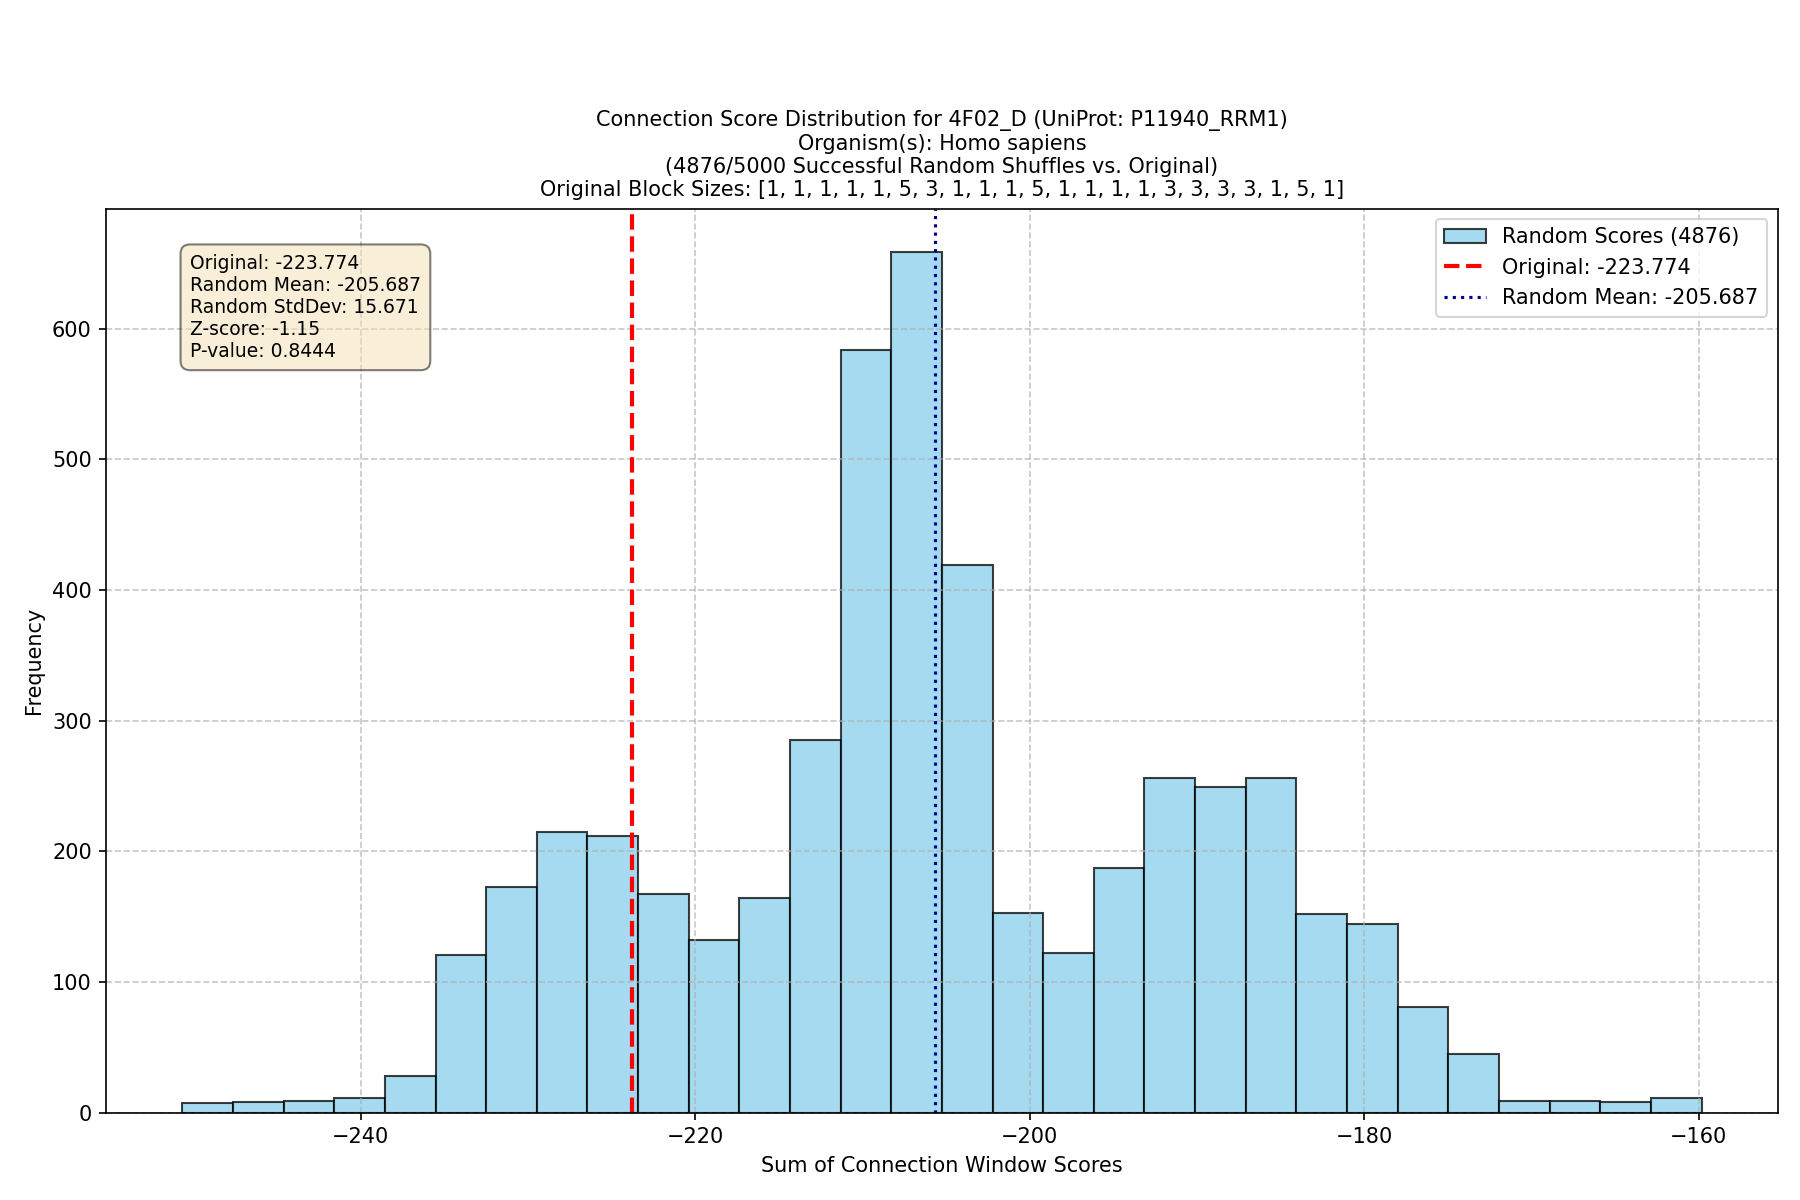 Connection Score Distribution for 4F02_D (UniProt: P11940_RRM1)
Organism(s): Homo sapiens
(4876/5000 Successful Random Shuffles vs. Original)
Original Block Sizes: [1, 1, 1, 1, 1, 5, 3, 1, 1, 1, 5, 1, 1, 1, 1, 3, 3, 3, 3, 1, 5, 1]
Original: -223.774
Random Mean: -205.687
Random StdDev: 15.671
Z-score: -1.15
P-value: 0.8444
Random Scores (4876)
Original: -223.774
Random Mean: -205.687
Frequency
600
500
400
300
200
100
0
−240
−220
−200
−180
−160
Sum of Connection Window Scores